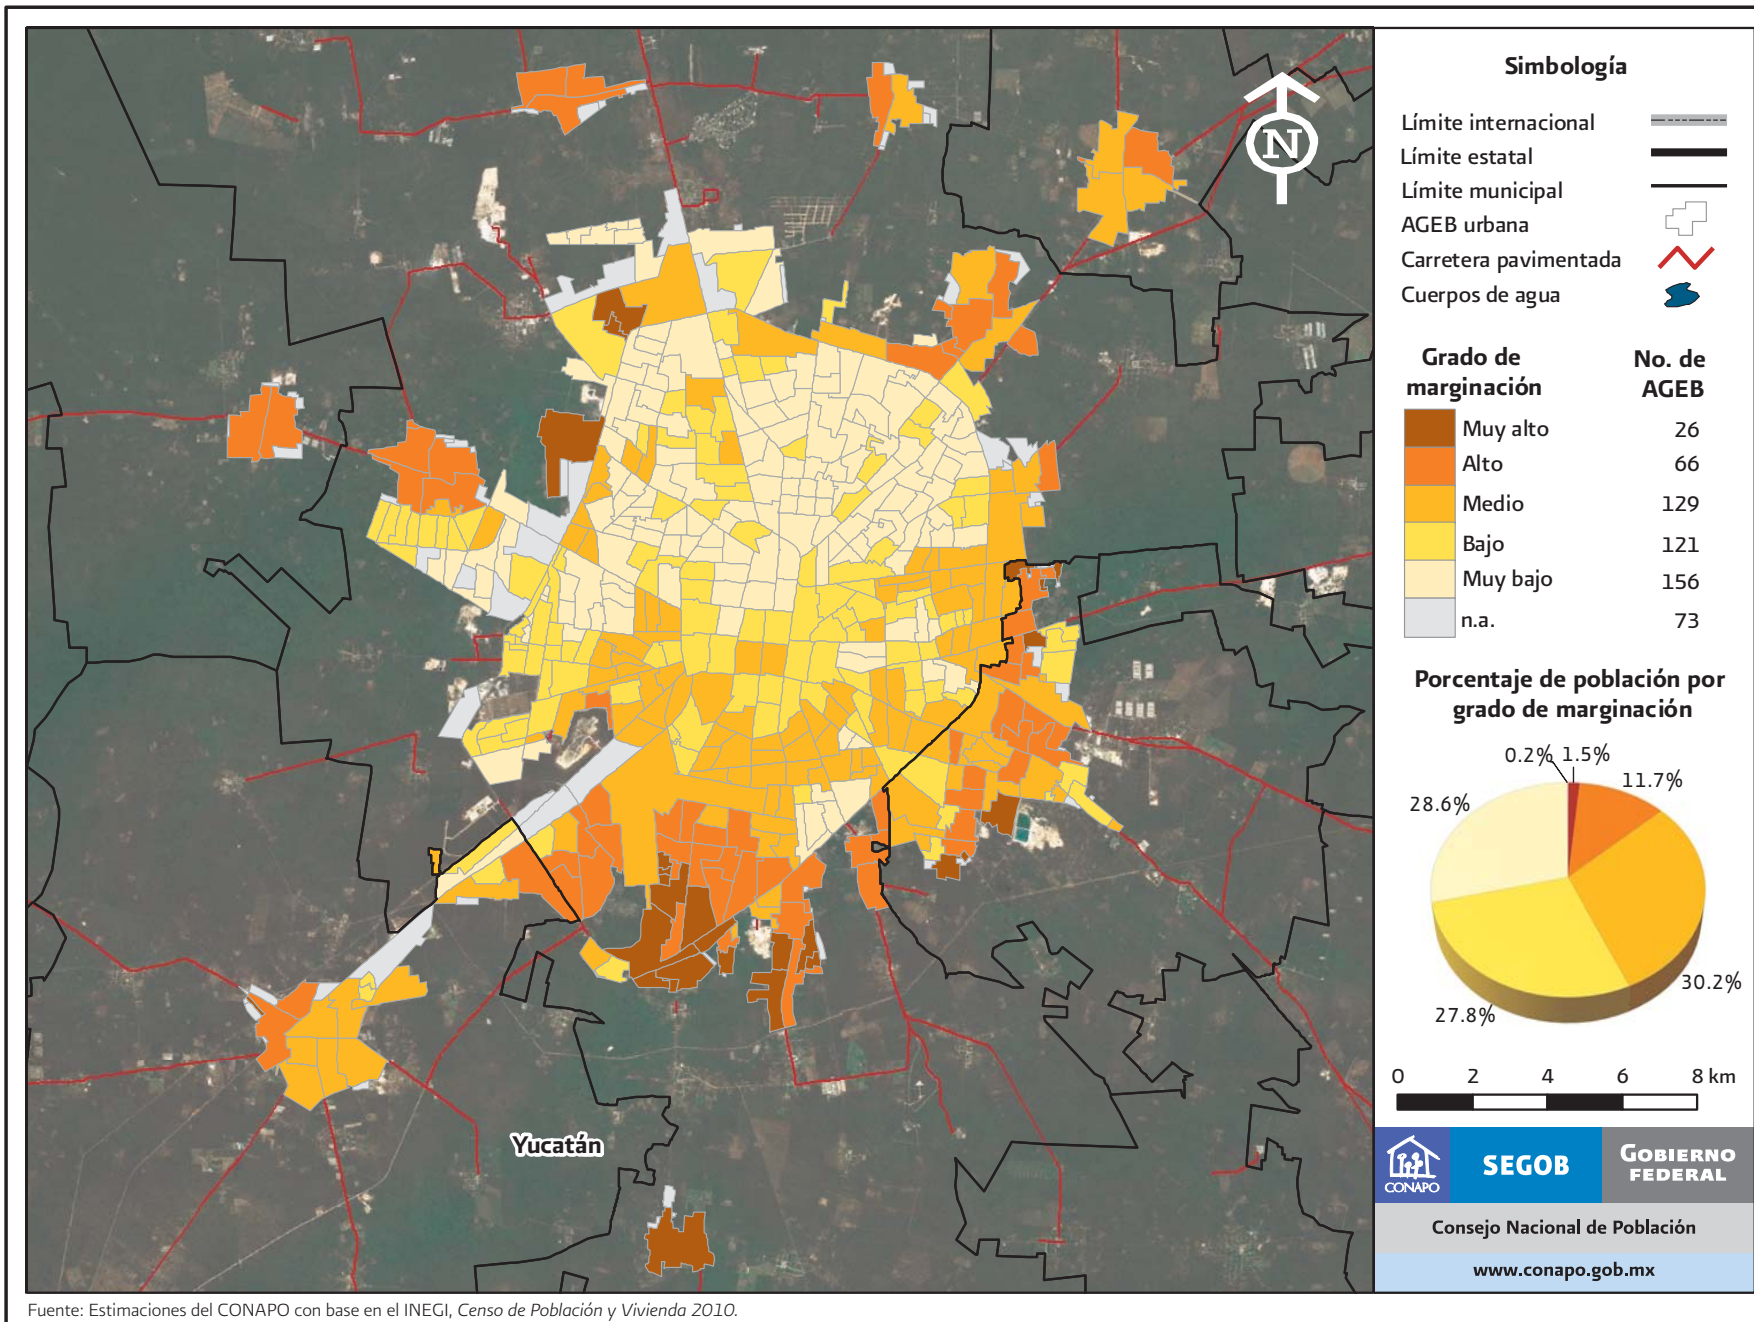 N
Yucatán
Simbología
Límite internacional
Límite estatal
Límite municipal
AGEB urbana
Carretera pavimentada
Cuerpos de agua
Grado de marginación
No. de AGEB
Muy alto 26
Alto 66
Medio 129
Bajo 121
Muy bajo 156
n.a. 73
Porcentaje de población por
grado de marginación
0.2% 1.5%
11.7%
28.6%
30.2%
27.8%
0 2 4 6 8 km
CONAPO
SEGOB
GOBIERNO
FEDERAL
Consejo Nacional de Población
www.conapo.gob.mx
Fuente: Estimaciones del CONAPO con base en el INEGI, Censo de Población y Vivienda 2010.